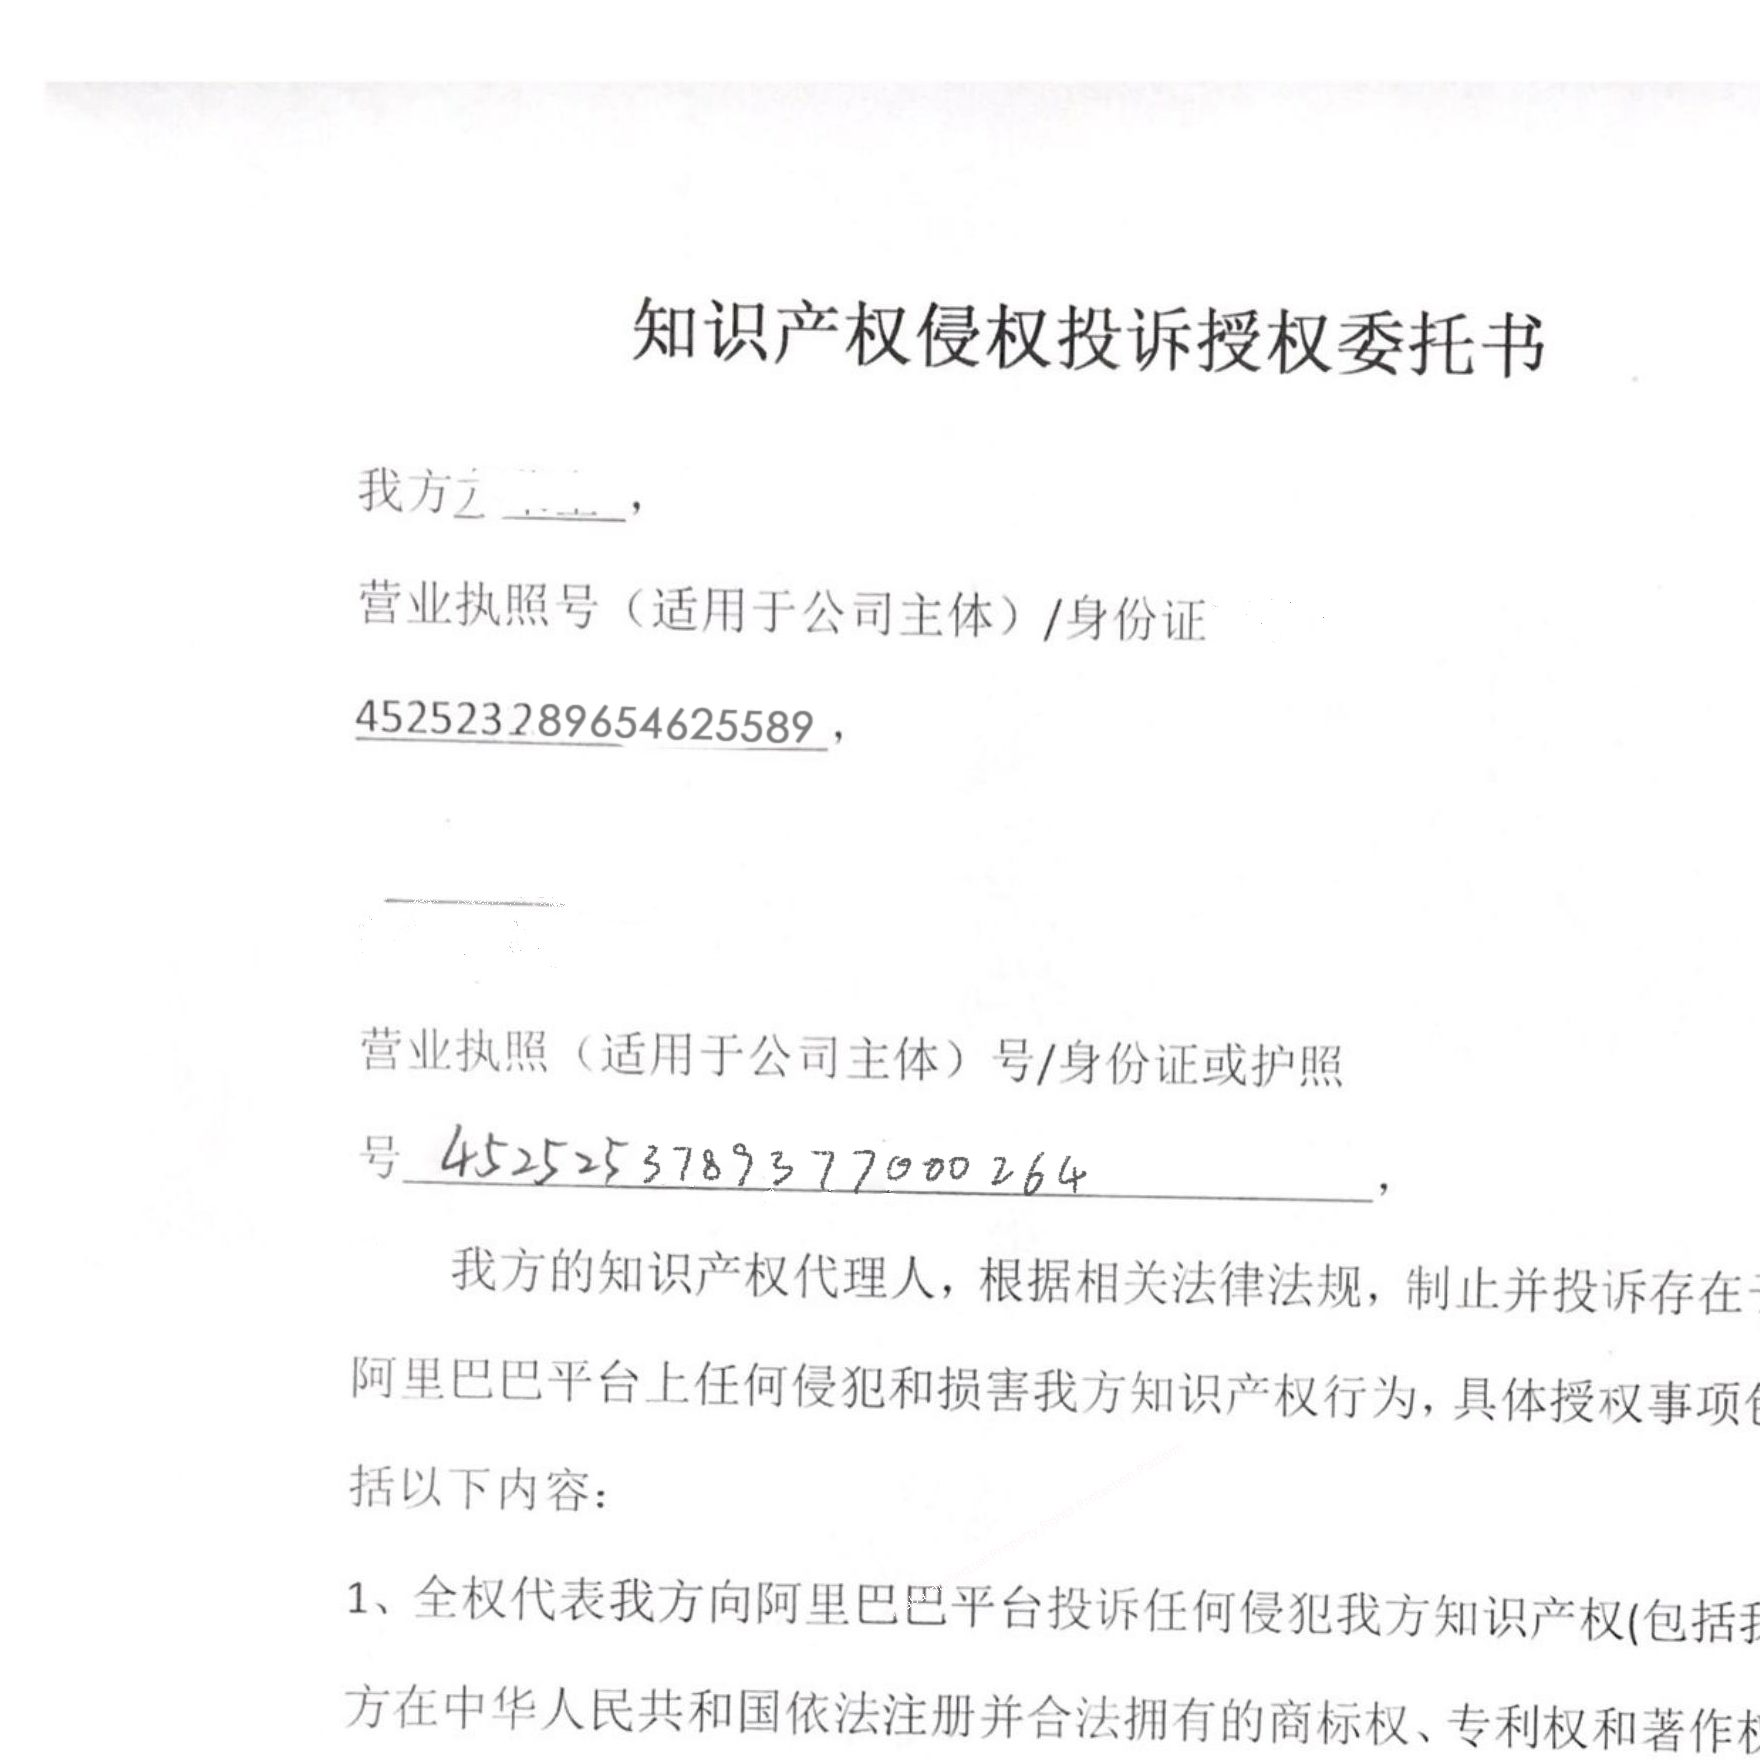 知识产权侵权投诉授权委托书
我方
，
营业执照号（适用于公司主体）/身份证
452523289654625589，
营业执照（适用于公司主体）号/身份证或护照
号 452525378937700​0264，
我方的知识产权代理人，根据相关法律法规，制止并投诉存在于
阿里巴巴平台上任何侵犯和损害我方知识产权行为，具体授权事项包
括以下内容：
1、全权代表我方向阿里巴巴平台投诉任何侵犯我方知识产权(包括我
方在中华人民共和国依法注册并合法拥有的商标权、专利权和著作权